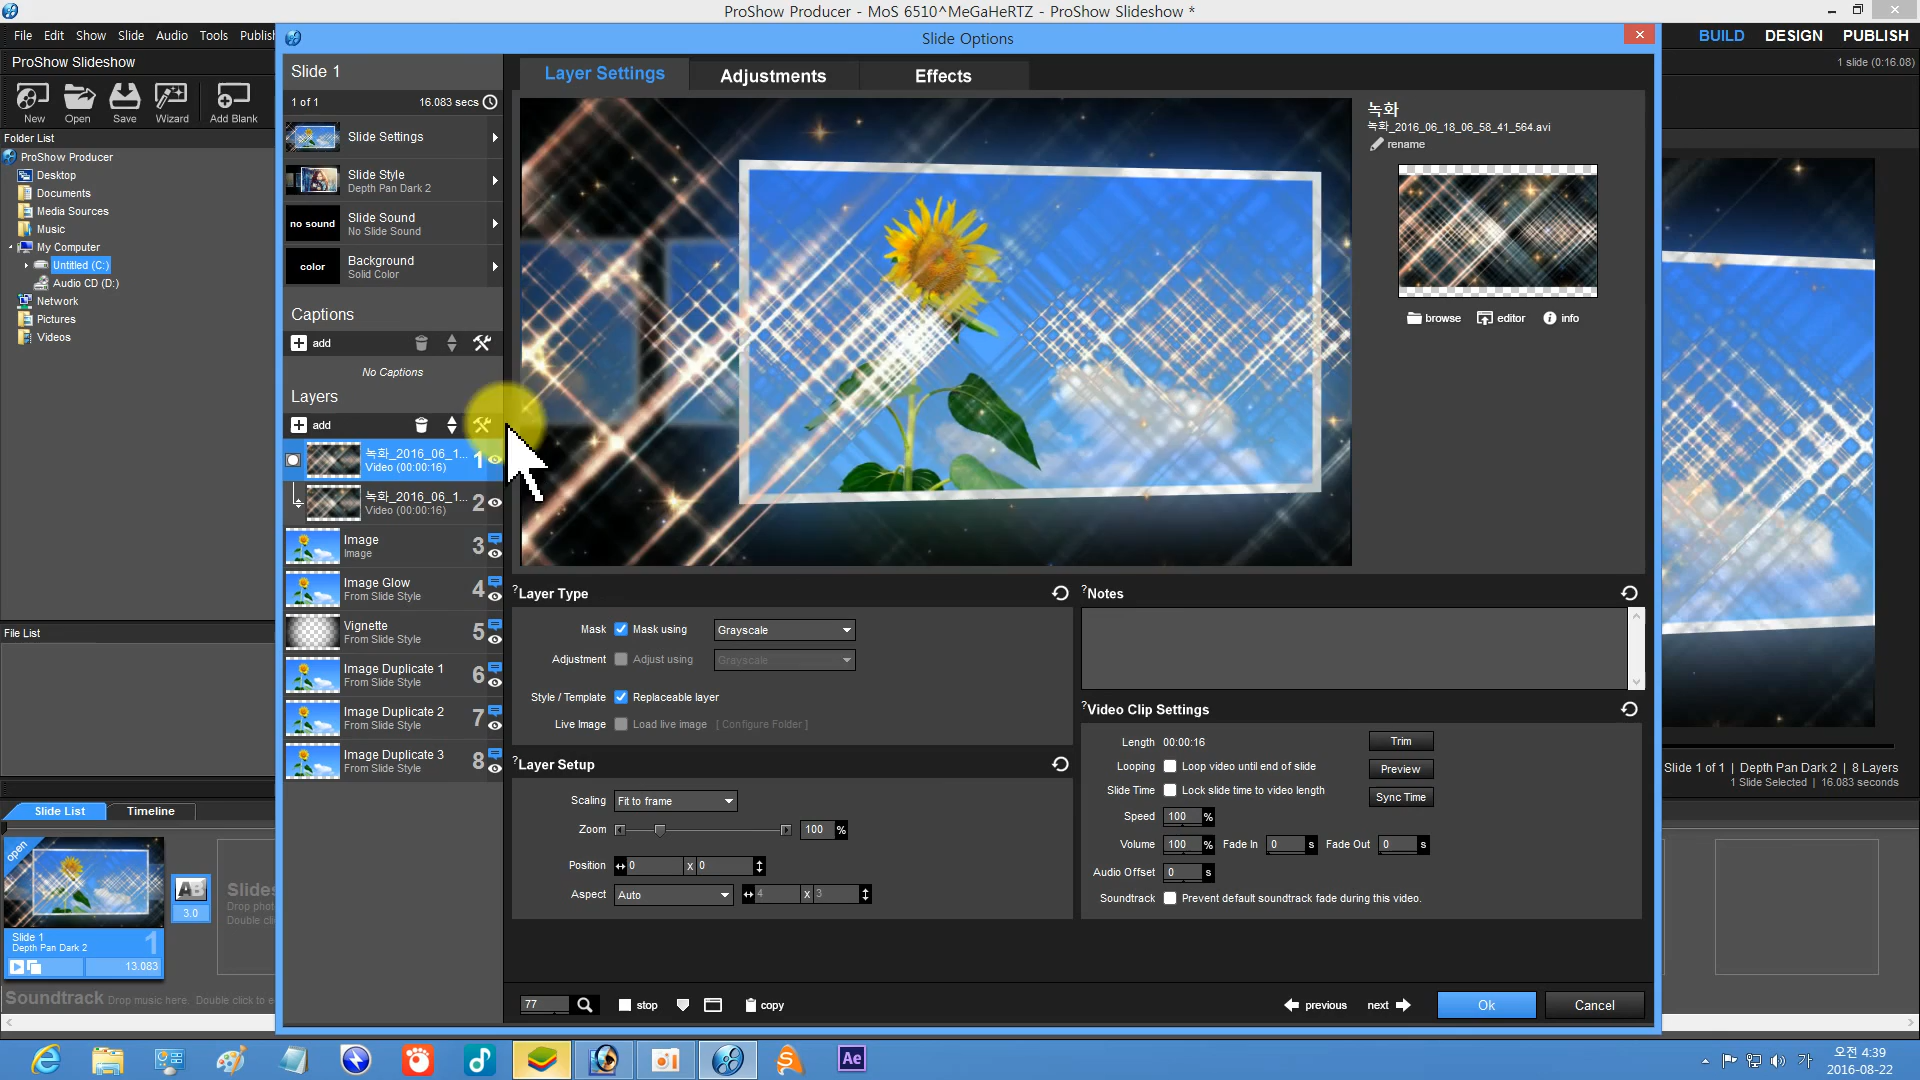 ProShow Producer - MoS 6510^MeGaHeRTZ - ProShow Slideshow *
File Edit Show Slide Audio Tools Publish
BUILD DESIGN PUBLISH
ProShow Slideshow
1 slide (0:16.08)
New Open Save Wizard Add Blank
Folder List
ProShow Producer
Desktop
Documents
Media Sources
Music
My Computer
Untitled (C:)
Audio CD (D:)
Network
Pictures
Videos
File List
Slide Options
Slide 1
1 of 1 16.083 secs
Slide Settings
Slide Style
Depth Pan Dark 2
no sound
Slide Sound
No Slide Sound
color
Background
Solid Color
Captions
add
No Captions
Layers
add
녹화_2016_06_1...
Video (00:00:16)
1
녹화_2016_06_1...
Video (00:00:16)
2
Image
Image
3
Image Glow
From Slide Style
4
Vignette
From Slide Style
5
Image Duplicate 1
From Slide Style
6
Image Duplicate 2
From Slide Style
7
Image Duplicate 3
From Slide Style
8
Layer Settings Adjustments Effects
녹화
녹화_2016_06_18_06_58_41_564.avi
rename
browse editor info
?Layer Type
Mask Mask using Grayscale
Adjustment Adjust using Grayscale
Style / Template Replaceable layer
Live Image Load live image [ Configure Folder ]
?Layer Setup
Scaling Fit to frame
Zoom 100 %
Position 0 x 0
Aspect Auto 4 x 3
?Notes
?Video Clip Settings
Length 00:00:16 Trim
Looping Loop video until end of slide Preview
Slide Time Lock slide time to video length Sync Time
Speed 100 %
Volume 100 % Fade In 0 s Fade Out 0 s
Audio Offset 0 s
Soundtrack Prevent default soundtrack fade during this video.
77 stop copy previous next Ok Cancel
Slide 1 of 1 | Depth Pan Dark 2 | 8 Layers
1 Slide Selected | 16.083 seconds
Slide List Timeline
open
Slide 1
Depth Pan Dark 2
1
13.083
AB
3.0
Slides
Drop phot
Double clic
Soundtrack Drop music here. Double click to e
Ae
가
오전 4:39
2016-08-22